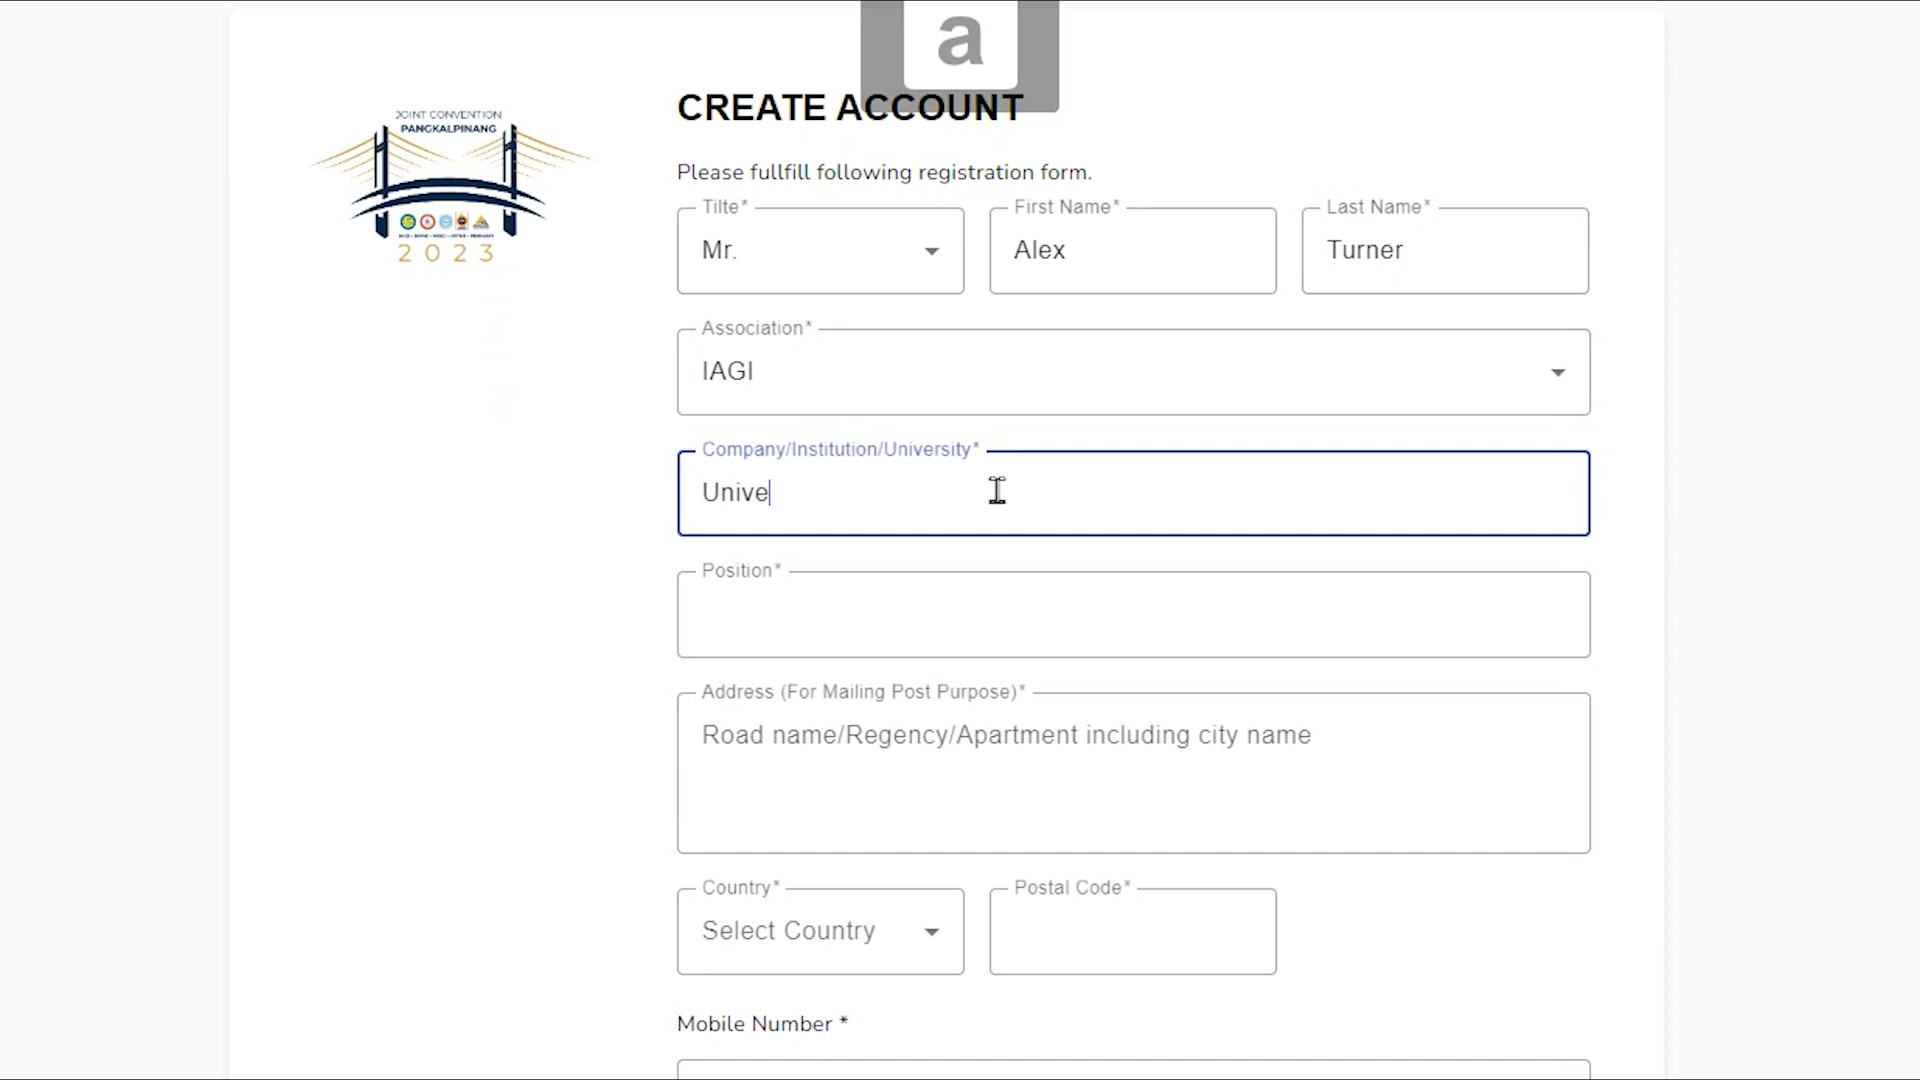 a
JOINT CONVENTION
PANGKALPINANG
2023
CREATE ACCOUNT
Please fullfill following registration form.
Tilte*
Mr.
First Name*
Alex
Last Name*
Turner
Association*
IAGI
Company/Institution/University*
Unive
Position*
Address (For Mailing Post Purpose)*
Road name/Regency/Apartment including city name
Country*
Select Country
Postal Code*
Mobile Number *